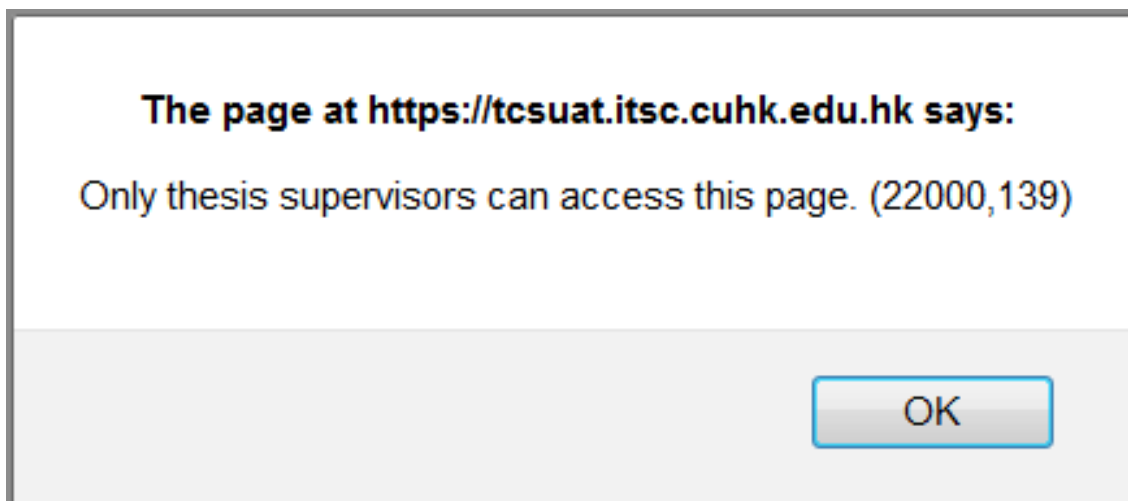 The page at https://tcsuat.itsc.cuhk.edu.hk says:
Only thesis supervisors can access this page. (22000,139)
OK